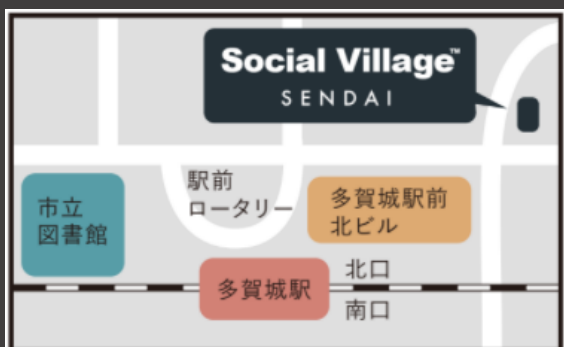 Social Village™
SENDAI
駅前
ロータリー
市立
図書館
多賀城駅前
北ビル
多賀城駅
北口
南口